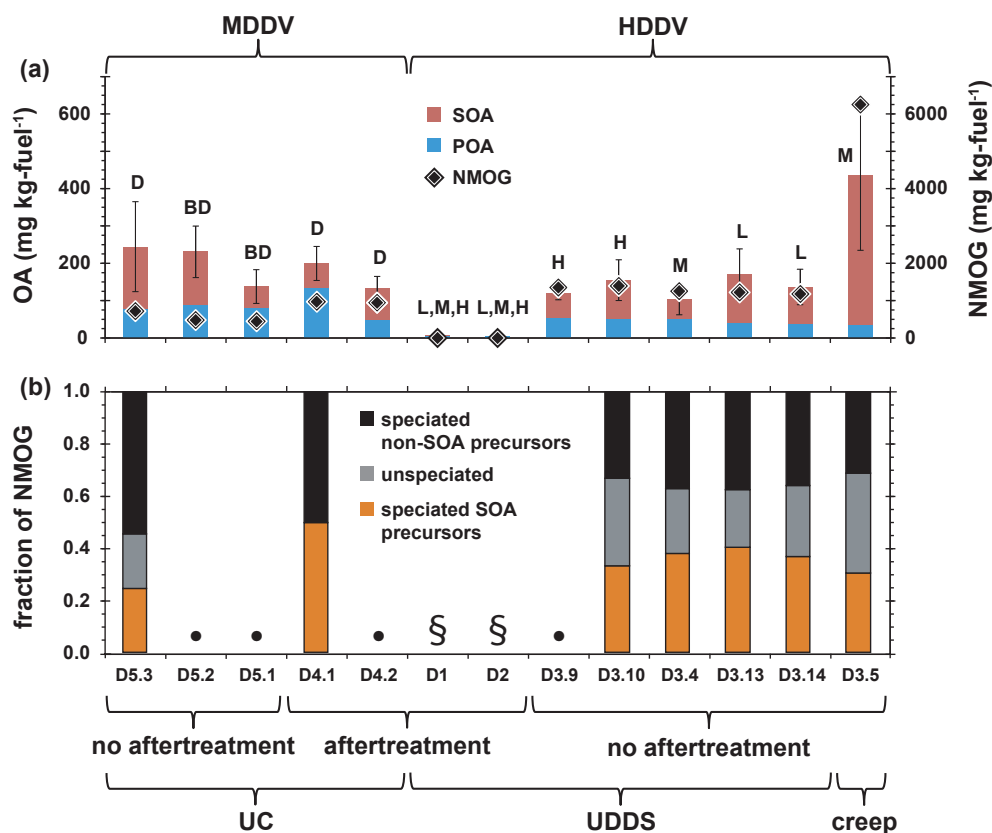 MDDV HDDV
(a)
OA (mg kg-fuel⁻¹)
600
400
200
0
SOA
POA
NMOG
D BD BD D D L,M,H L,M,H H H M L L M
6000
4000
2000
0
NMOG (mg kg-fuel⁻¹)
(b)
fraction of NMOG
1.0
0.8
0.6
0.4
0.2
0.0
speciated
non-SOA precursors
unspeciated
speciated SOA
precursors
• • • § § •
D5.3 D5.2 D5.1 D4.1 D4.2 D1 D2 D3.9 D3.10 D3.4 D3.13 D3.14 D3.5
no aftertreatment aftertreatment no aftertreatment
UC UDDS creep